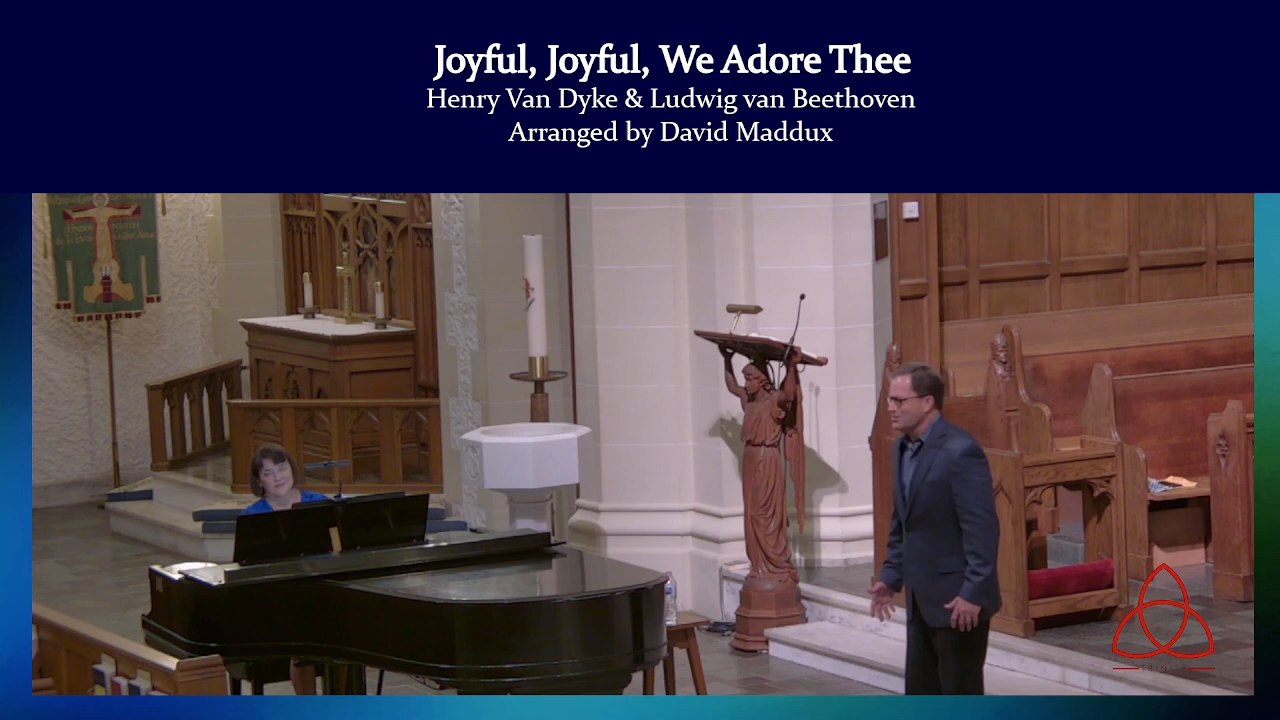 Joyful, Joyful, We Adore Thee
Henry Van Dyke & Ludwig van Beethoven
Arranged by David Maddux